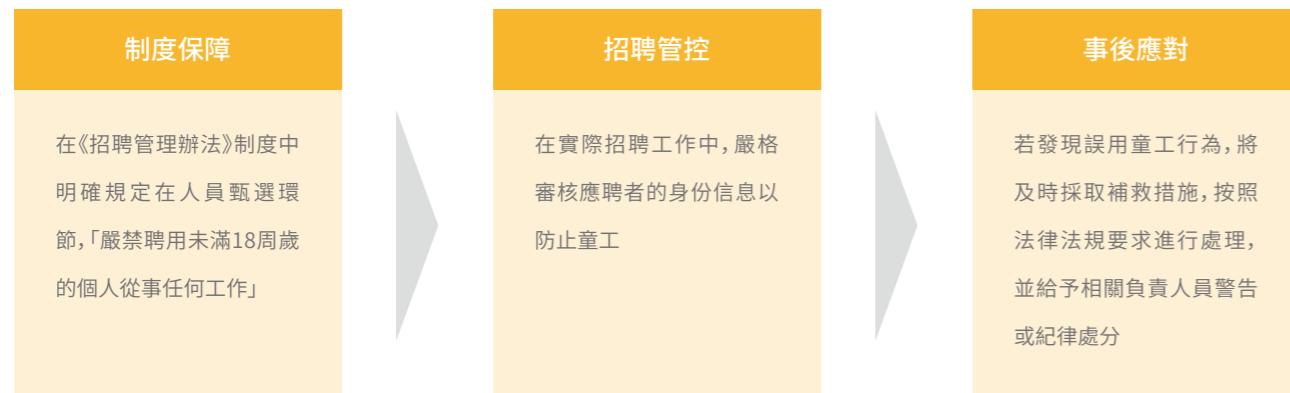 制度保障
在《招聘管理辦法》制度中
明確規定在人員甄選環
節，「嚴禁聘用未滿18周歲
的個人從事任何工作」
招聘管控
在實際招聘工作中，嚴格
審核應聘者的身份信息以
防止童工
事後應對
若發現誤用童工行為，將
及時採取補救措施，按照
法律法規要求進行處理，
並給予相關負責人員警告
或紀律處分